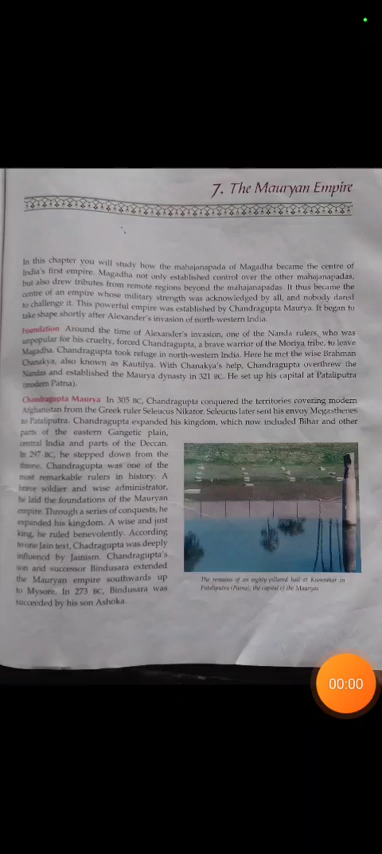 7. The Mauryan Empire
In this chapter you will study how the mahajanapada of Magadha became the centre of
India's first empire. Magadha not only established control over the other mahajanapadas,
but also drew tributes from remote regions beyond the mahajanapadas. It thus became the
centre of an empire whose military strength was acknowledged by all, and nobody dared
to challenge it. This powerful empire was established by Chandragupta Maurya. It began to
take shape shortly after Alexander's invasion of north-western India.
Foundation Around the time of Alexander's invasion, one of the Nanda rulers, who was
unpopular for his cruelty, forced Chandragupta, a brave warrior of the Moriya tribe, to leave
Magadha. Chandragupta took refuge in north-western India. Here he met the wise Brahman
Chanakya, also known as Kautilya. With Chanakya's help, Chandragupta overthrew the
Nandas and established the Maurya dynasty in 321 BC. He set up his capital at Pataliputra
(modern Patna).
Chandragupta Maurya In 305 BC, Chandragupta conquered the territories covering modern
Afghanistan from the Greek ruler Seleucus Nikator. Seleucus later sent his envoy Megasthenes
to Pataliputra. Chandragupta expanded his kingdom, which now included Bihar and other
parts of the eastern Gangetic plain,
central India and parts of the Deccan.
In 297 BC, he stepped down from the
throne. Chandragupta was one of the
most remarkable rulers in history. A
brave soldier and wise administrator,
he laid the foundations of the Mauryan
empire. Through a series of conquests, he
expanded his kingdom. A wise and just
king, he ruled benevolently. According
to one Jain text, Chadragupta was deeply
influenced by Jainism. Chandragupta's
son and successor Bindusara extended
the Mauryan empire southwards up
to Mysore. In 273 BC, Bindusara was
succeeded by his son Ashoka.
The remains of an eighty-pillared hall at Kumrahar in
Pataliputra (Patna), the capital of the Mauryas
00:00